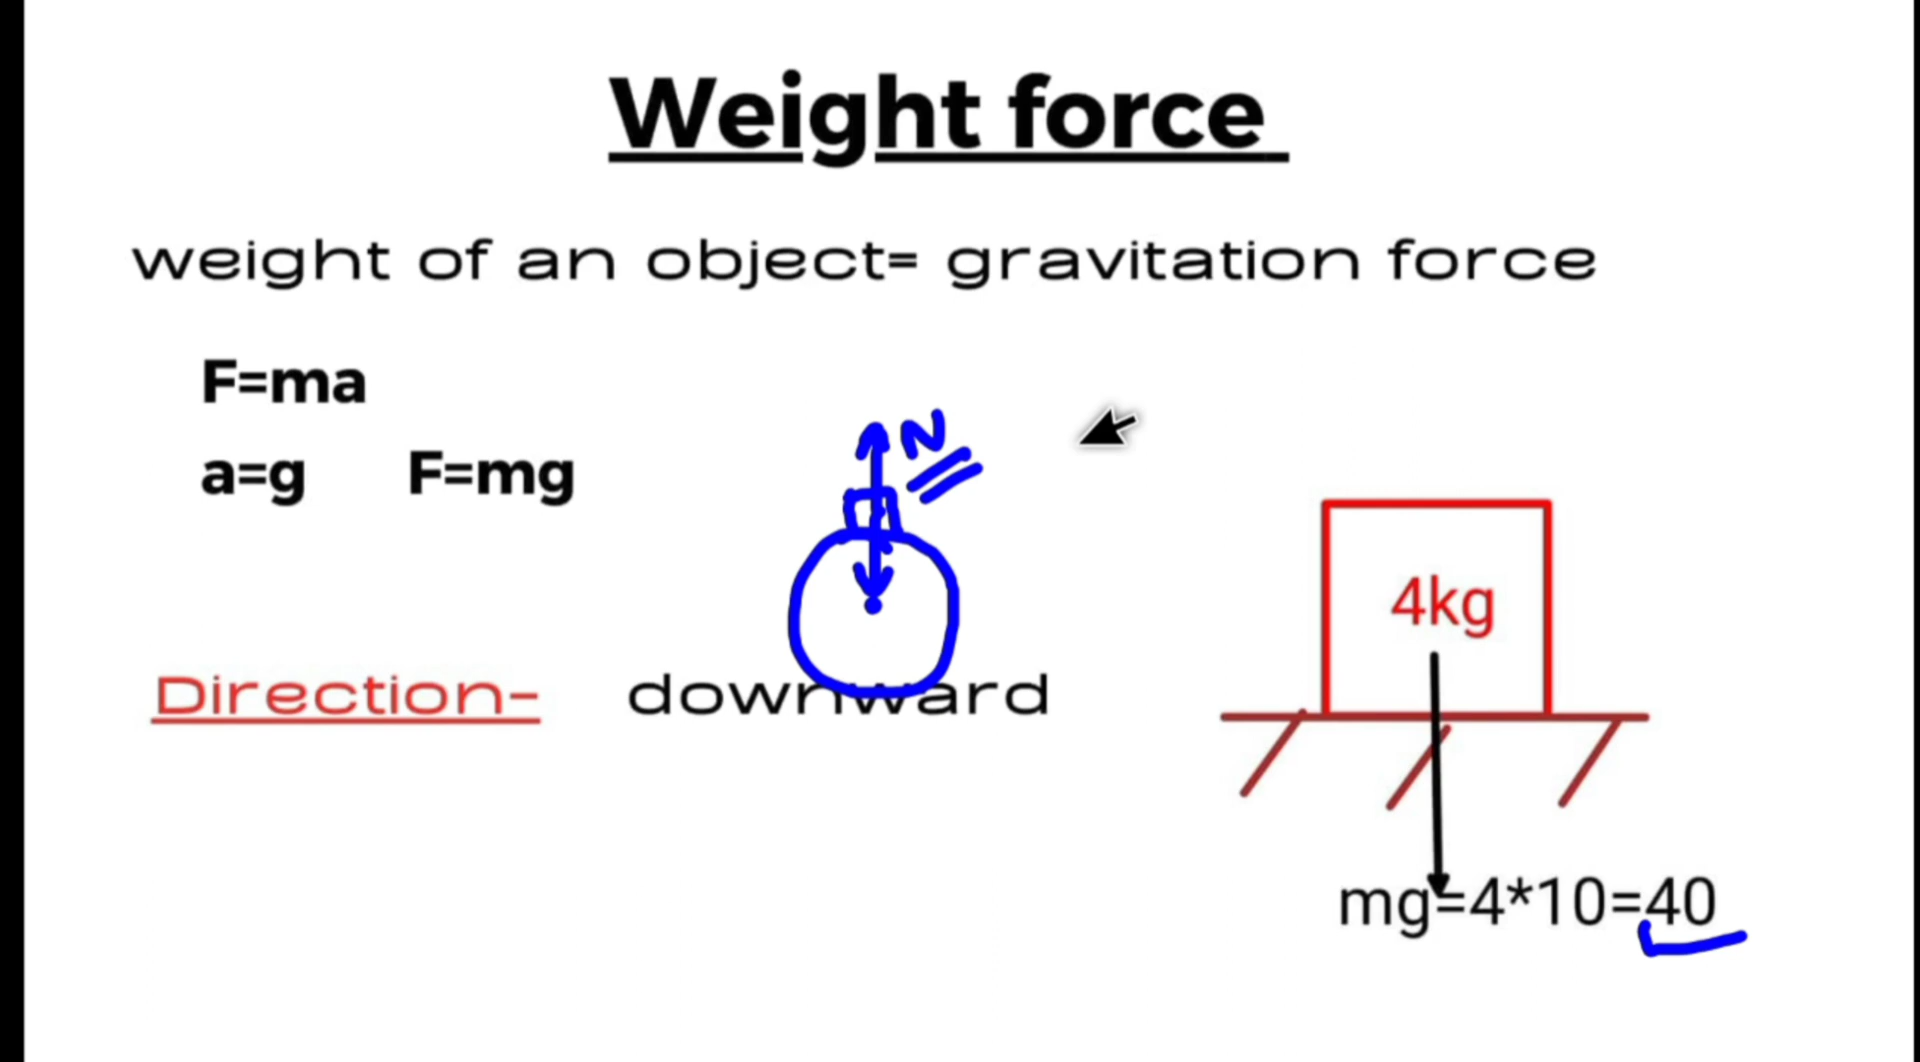 Weight force
weight of an object= gravitation force
F=ma
a=g F=mg
N
4kg
Direction- downward
mg=4*10=40